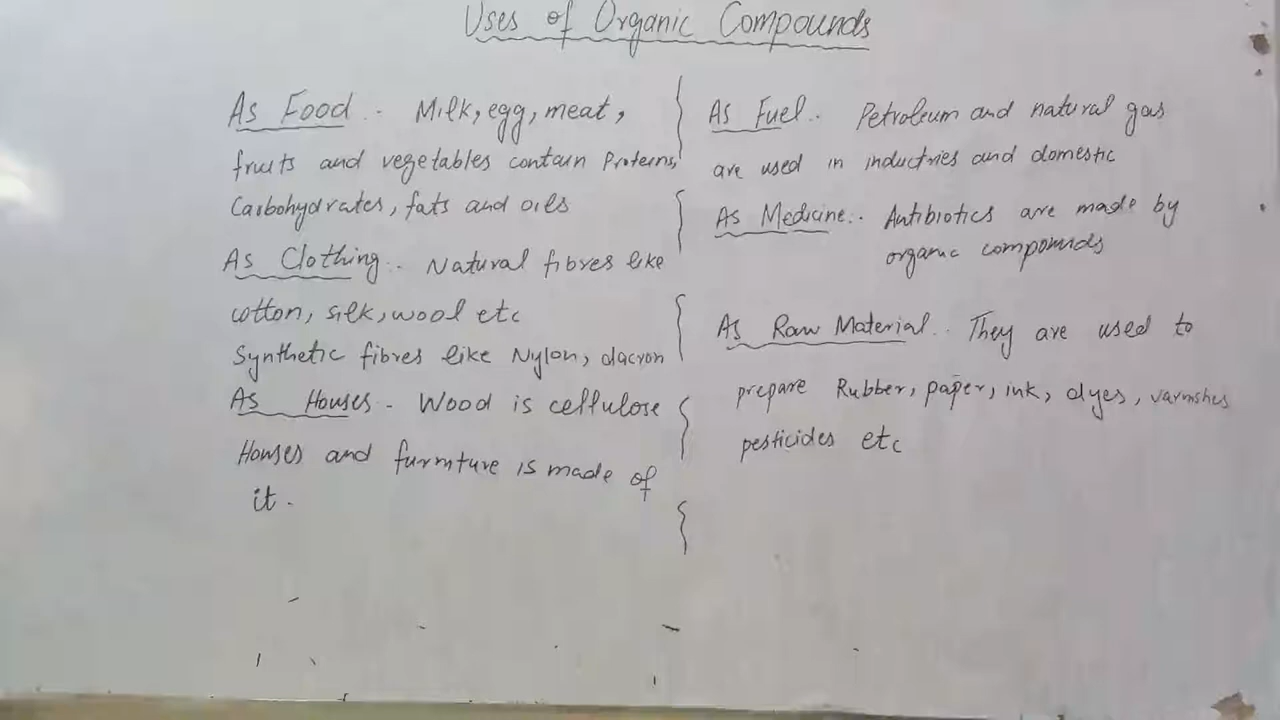 Uses of Organic Compounds
As Food .. Milk, egg, meat,
fruits and vegetables contain Proteins,
Carbohydrates, fats and oils
As Clothing .. Natural fibres like
cotton, silk, wool etc
Synthetic fibres like Nylon, dacron
As Houses - Wood is cellulose
Houses and furniture is made of
it.
As Fuel .. Petroleum and natural gas
are used in inductries and domestic
As Medicine .. Antibiotics are made by
organic compounds
As Raw Material .. They are used to
prepare Rubber, paper, ink, dyes, varnishes
pesticides etc